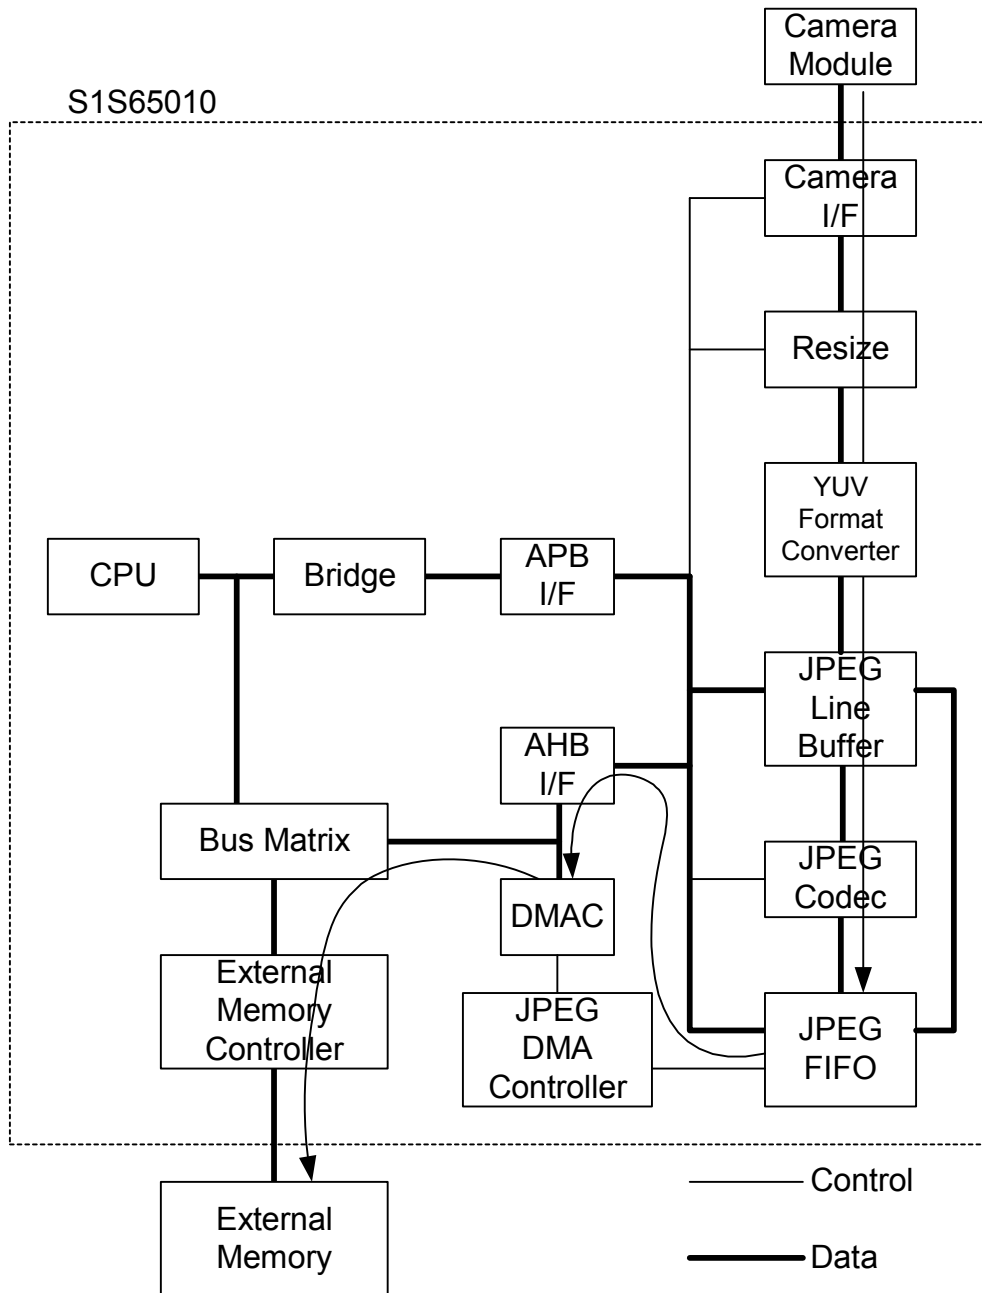 Camera
Module
S1S65010
Camera
I/F
Resize
YUV
Format
Converter
CPU
Bridge
APB
I/F
JPEG
Line
Buffer
AHB
I/F
Bus Matrix
JPEG
Codec
DMAC
External
Memory
Controller
JPEG
DMA
Controller
JPEG
FIFO
Control
External
Memory
Data